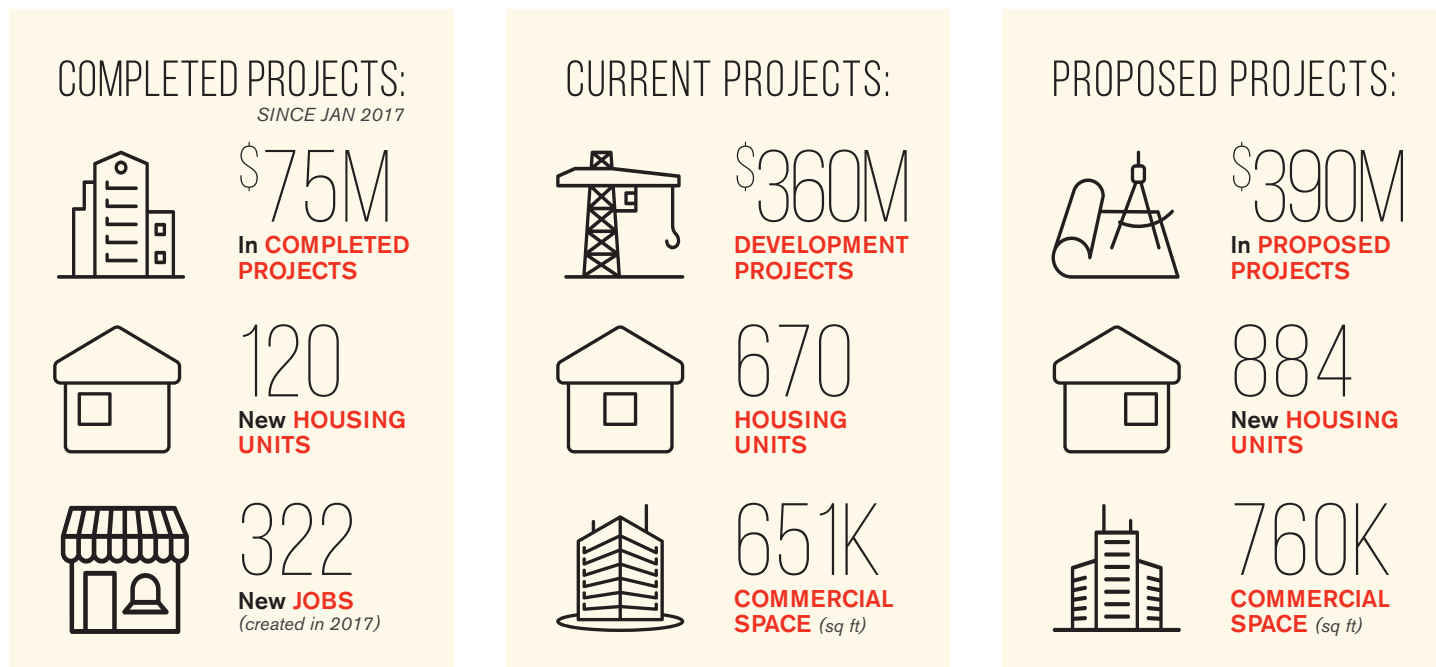 COMPLETED PROJECTS:
SINCE JAN 2017
$75M
In COMPLETED
PROJECTS
120
New HOUSING
UNITS
322
New JOBS
(created in 2017)
CURRENT PROJECTS:
$360M
DEVELOPMENT
PROJECTS
670
HOUSING
UNITS
651K
COMMERCIAL
SPACE (sq ft)
PROPOSED PROJECTS:
$390M
In PROPOSED
PROJECTS
884
New HOUSING
UNITS
760K
COMMERCIAL
SPACE (sq ft)